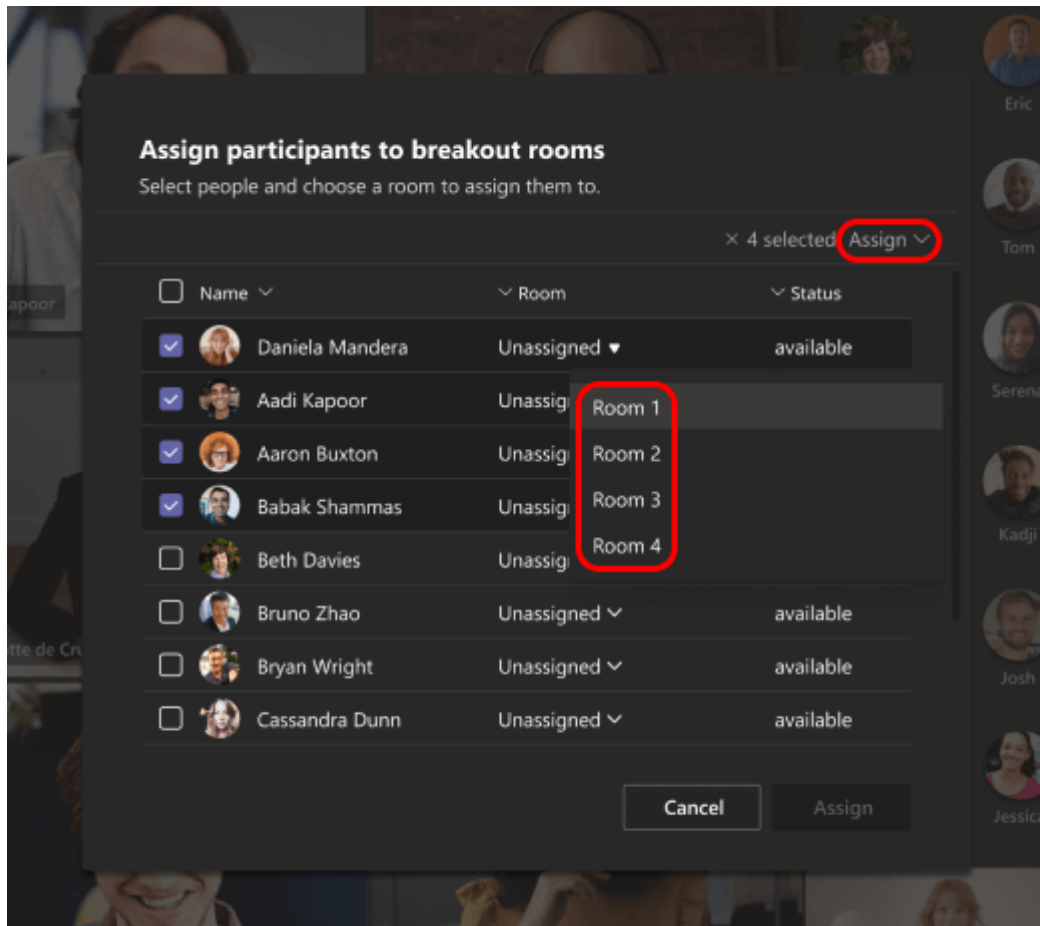 Eric
Assign participants to breakout rooms
Select people and choose a room to assign them to.
× 4 selected Assign
Tom
Name Room Status
apoor
Daniela Mandera Unassigned available
Serena
Aadi Kapoor Unassig Room 1
Aaron Buxton Unassig Room 2
Babak Shammas Unassig Room 3
Kadji
Beth Davies Unassig Room 4
Bruno Zhao Unassigned available
tte de Cru
Bryan Wright Unassigned available
Josh
Cassandra Dunn Unassigned available
Cancel Assign
Jessica